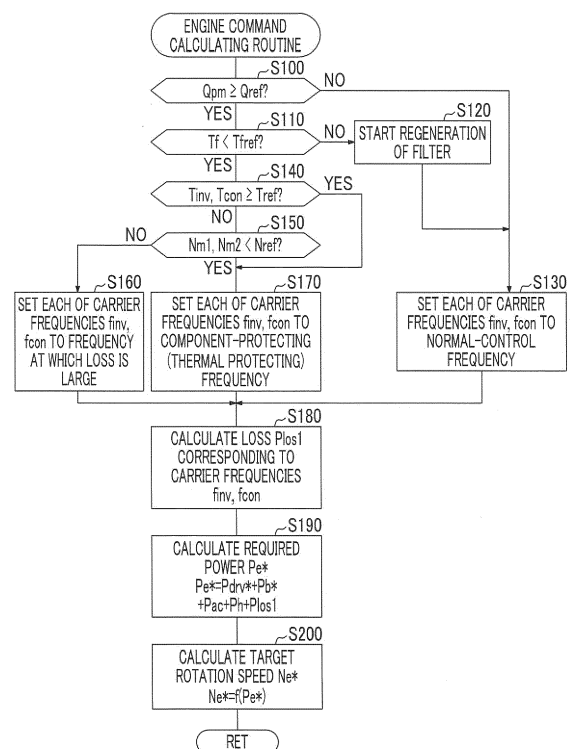 ENGINE COMMAND
CALCULATING ROUTINE
S100
Qpm ≥ Qref?
NO
YES
S110
Tf < Tfref?
NO
YES
S120
START REGENERATION
OF FILTER
S140
Tinv, Tcon ≥ Tref?
YES
NO
S150
Nm1, Nm2 < Nref?
NO
YES
S160
SET EACH OF CARRIER
FREQUENCIES finv,
fcon TO FREQUENCY
AT WHICH LOSS IS
LARGE
S170
SET EACH OF CARRIER
FREQUENCIES finv, fcon TO
COMPONENT-PROTECTING
(THERMAL PROTECTING)
FREQUENCY
S130
SET EACH OF CARRIER
FREQUENCIES finv, fcon TO
NORMAL-CONTROL
FREQUENCY
S180
CALCULATE LOSS Plos1
CORRESPONDING TO
CARRIER FREQUENCIES
finv, fcon
S190
CALCULATE REQUIRED
POWER Pe*
Pe*=Pdrv*+Pb*
+Pac+Ph+Plos1
S200
CALCULATE TARGET
ROTATION SPEED Ne*
Ne*=f(Pe*)
RET